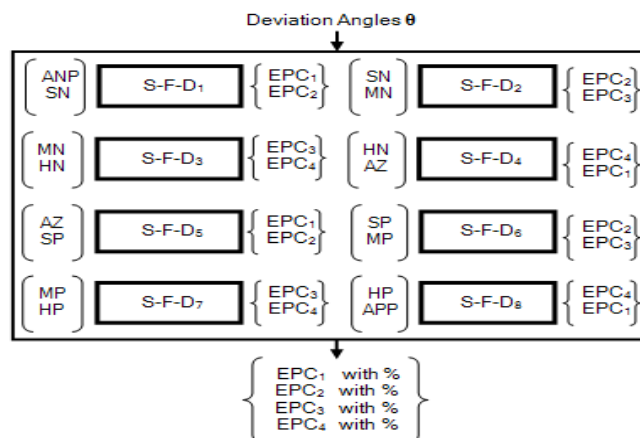 Deviation Angles θ
ANP S-F-D₁ EPC₁ SN S-F-D₂ EPC₂
SN EPC₂ MN EPC₃
MN S-F-D₃ EPC₃ HN S-F-D₄ EPC₄
HN EPC₄ AZ EPC₁
AZ S-F-D₅ EPC₁ SP S-F-D₆ EPC₂
SP EPC₂ MP EPC₃
MP S-F-D₇ EPC₃ HP S-F-D₈ EPC₄
HP EPC₄ APP EPC₁
EPC₁ with %
EPC₂ with %
EPC₃ with %
EPC₄ with %